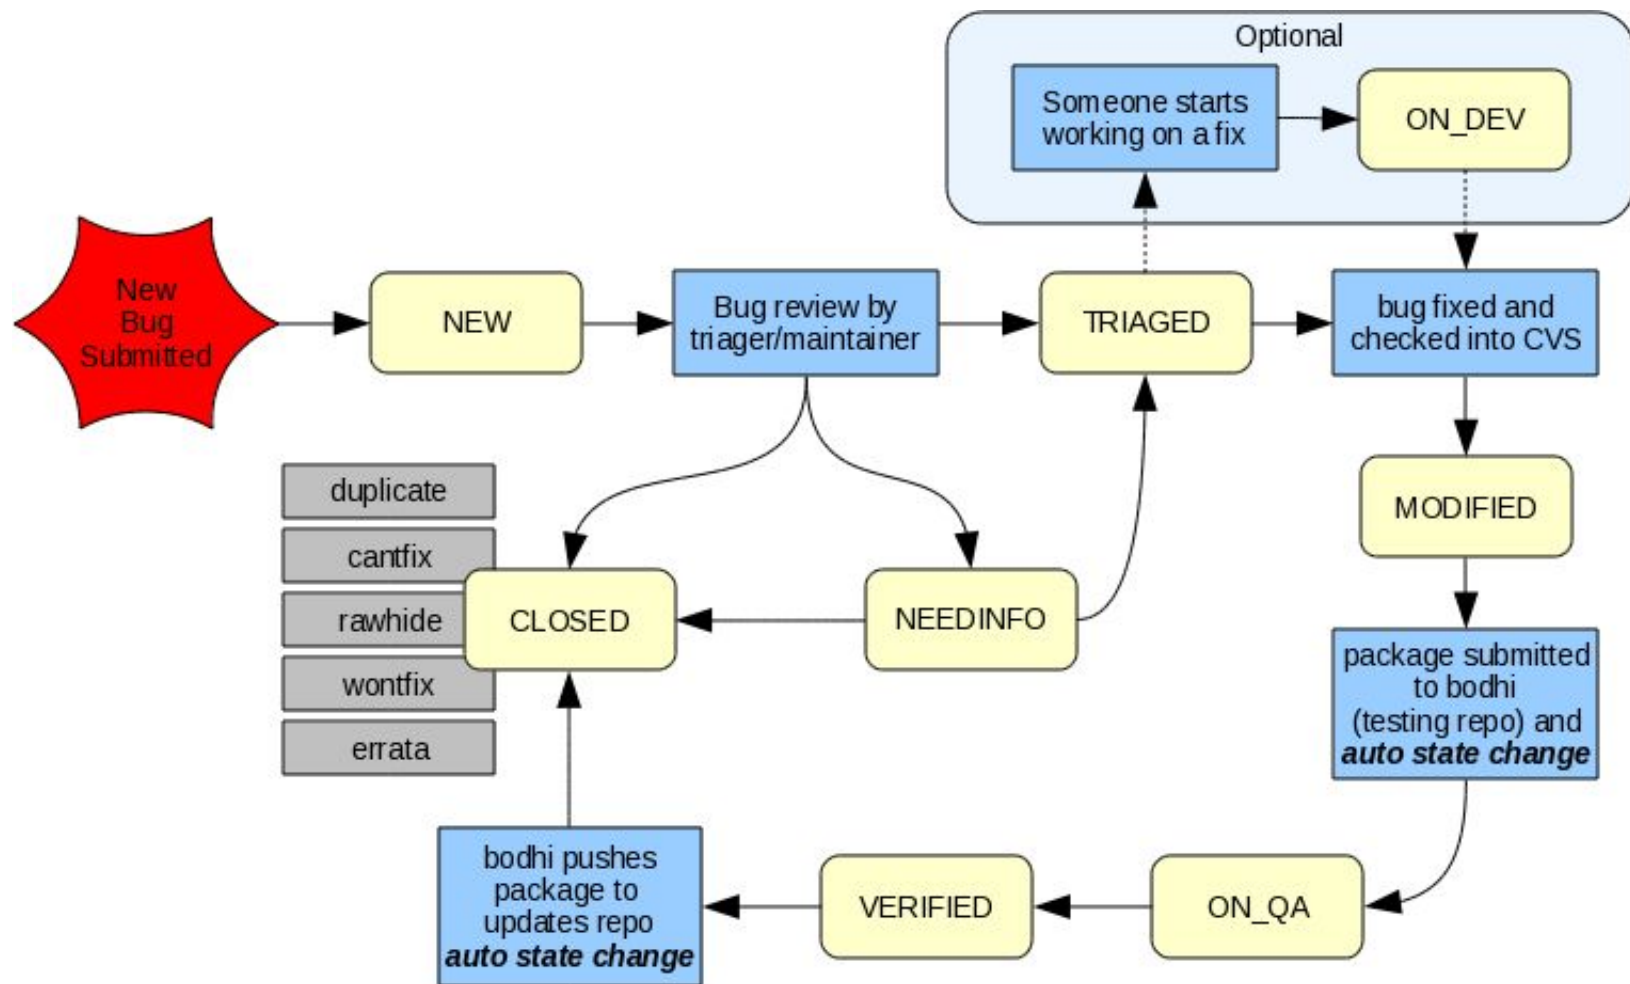 Optional
Someone starts
working on a fix
ON_DEV
New
Bug
Submitted
NEW
Bug review by
triager/maintainer
TRIAGED
bug fixed and
checked into CVS
duplicate
cantfix
rawhide
wontfix
errata
CLOSED
NEEDINFO
MODIFIED
package submitted
to bodhi
(testing repo) and
auto state change
bodhi pushes
package to
updates repo
auto state change
VERIFIED
ON_QA